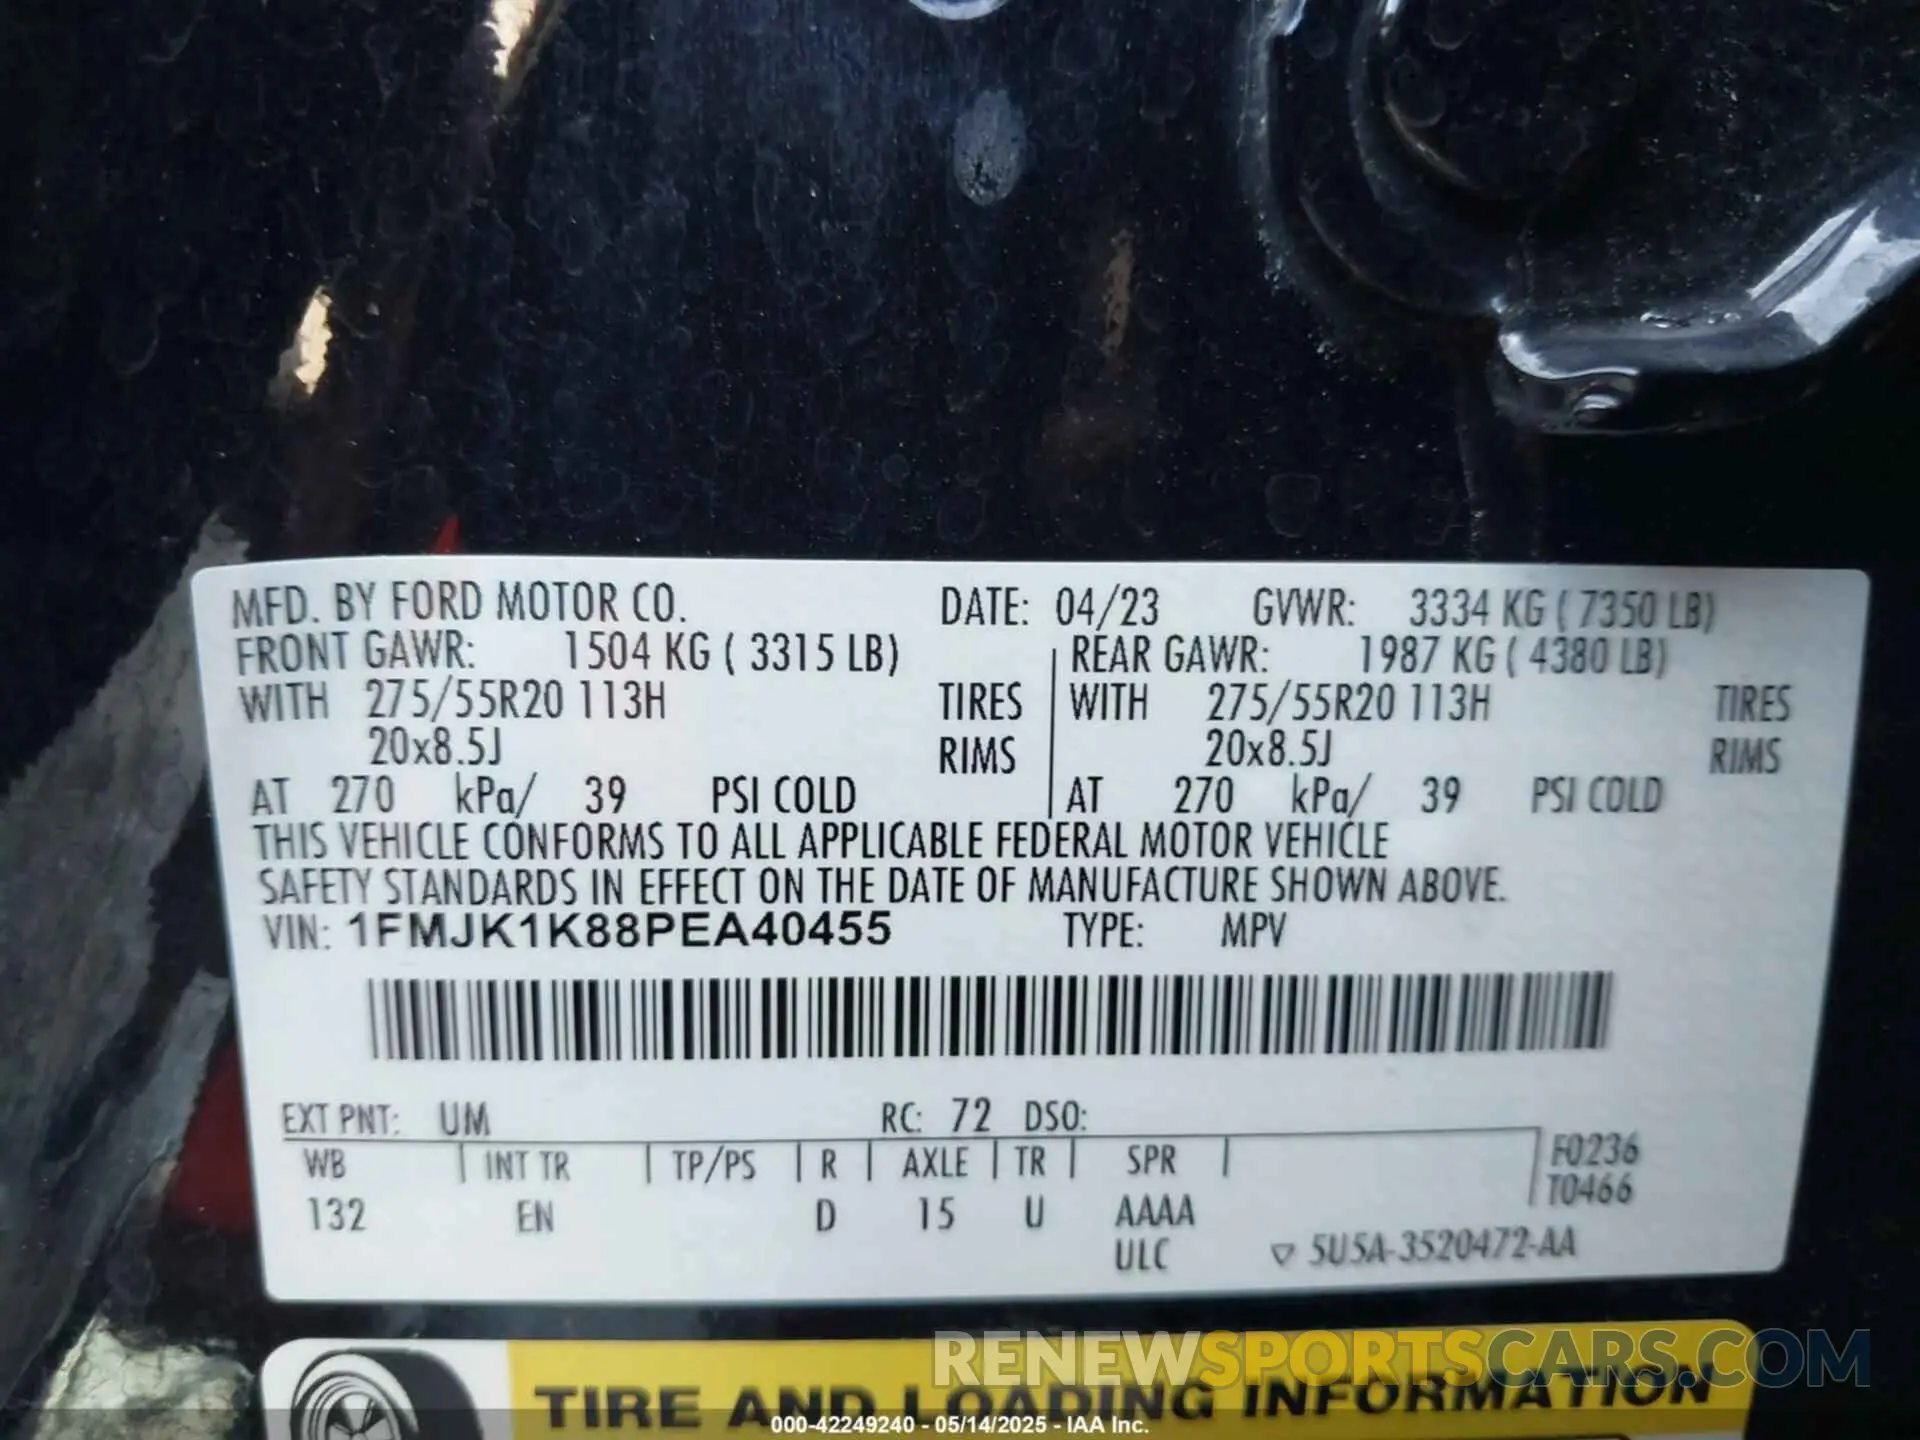 MFD. BY FORD MOTOR CO. DATE: 04/23 GVWR: 3334 KG ( 7350 LB)
FRONT GAWR: 1504 KG ( 3315 LB) REAR GAWR: 1987 KG ( 4380 LB)
WITH 275/55R20 113H TIRES WITH 275/55R20 113H TIRES
20x8.5J RIMS 20x8.5J RIMS
AT 270 kPa/ 39 PSI COLD AT 270 kPa/ 39 PSI COLD
THIS VEHICLE CONFORMS TO ALL APPLICABLE FEDERAL MOTOR VEHICLE
SAFETY STANDARDS IN EFFECT ON THE DATE OF MANUFACTURE SHOWN ABOVE.
VIN: 1FMJK1K88PEA40455 TYPE: MPV
EXT PNT: UM RC: 72 DSO:
WB INT TR TP/PS R AXLE TR SPR F0236
T0466
132 EN D 15 U AAAA
ULC ▽ 5U5A-3520472-AA
RENEWSPORTSCARS.COM
TIRE AND LOADING INFORMATION
000-42249240 - 05/14/2025 - IAA Inc.